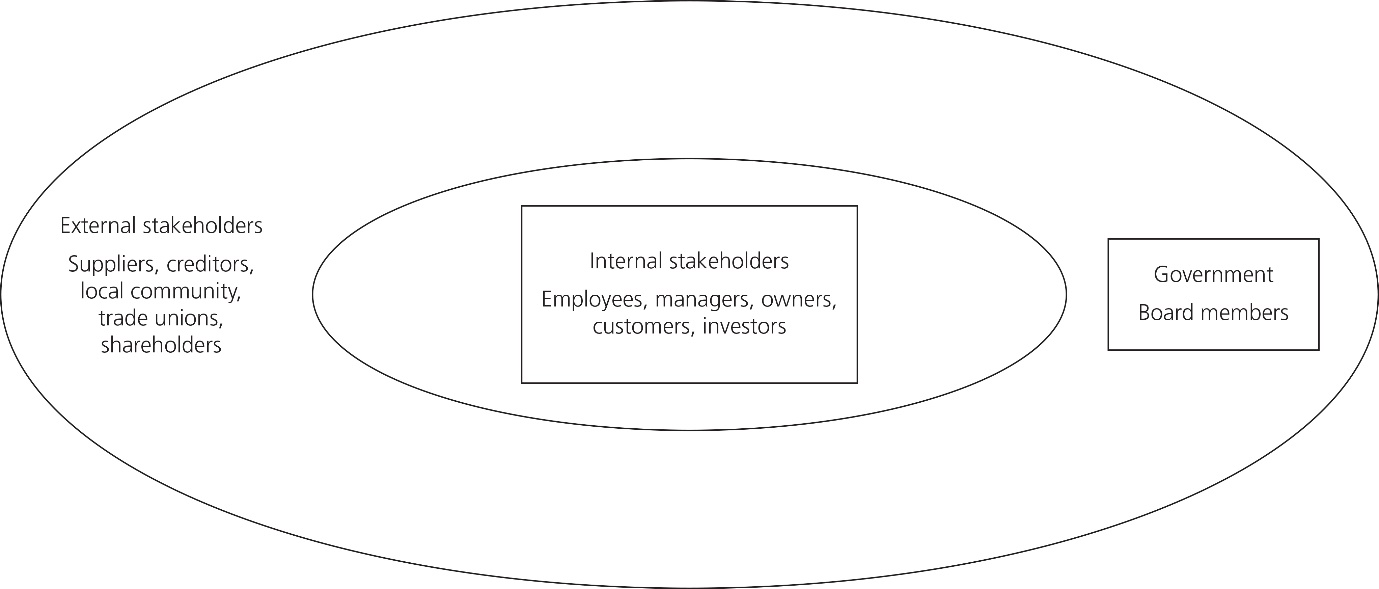 External stakeholders
Suppliers, creditors,
local community,
trade unions,
shareholders
Internal stakeholders
Employees, managers, owners,
customers, investors
Government
Board members